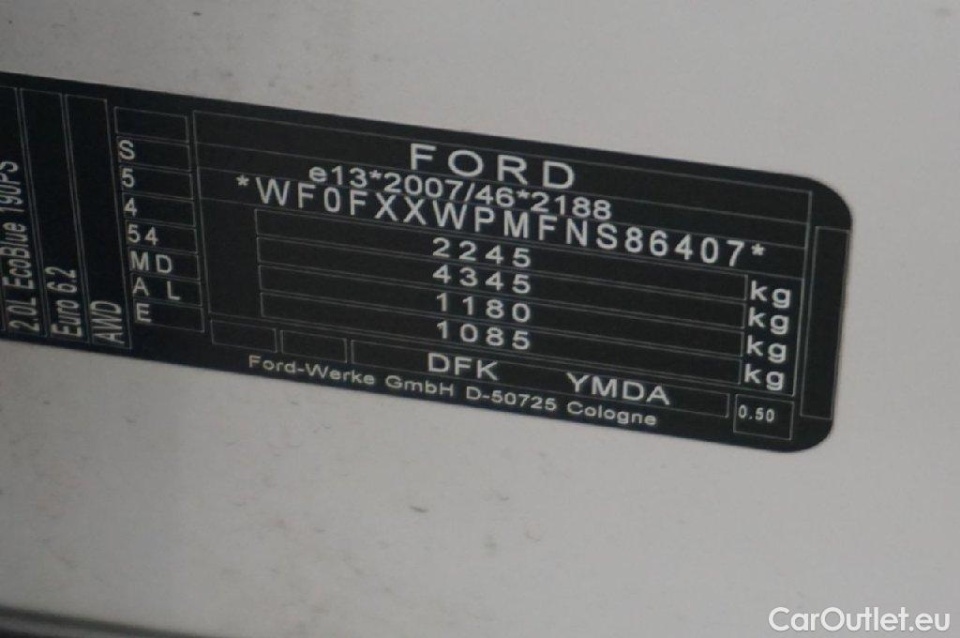 FORD
e13*2007/46*2188
*WF0FXXWPMFNS86407*
2245 kg
4345 kg
1180 kg
1085 kg
DFK YMDA
0.50
Ford-Werke GmbH D-50725 Cologne
S
5
4
54
MD
A L
E
2.0L EcoBlue 190PS
Euro 6.2
AWD
CarOutlet.eu